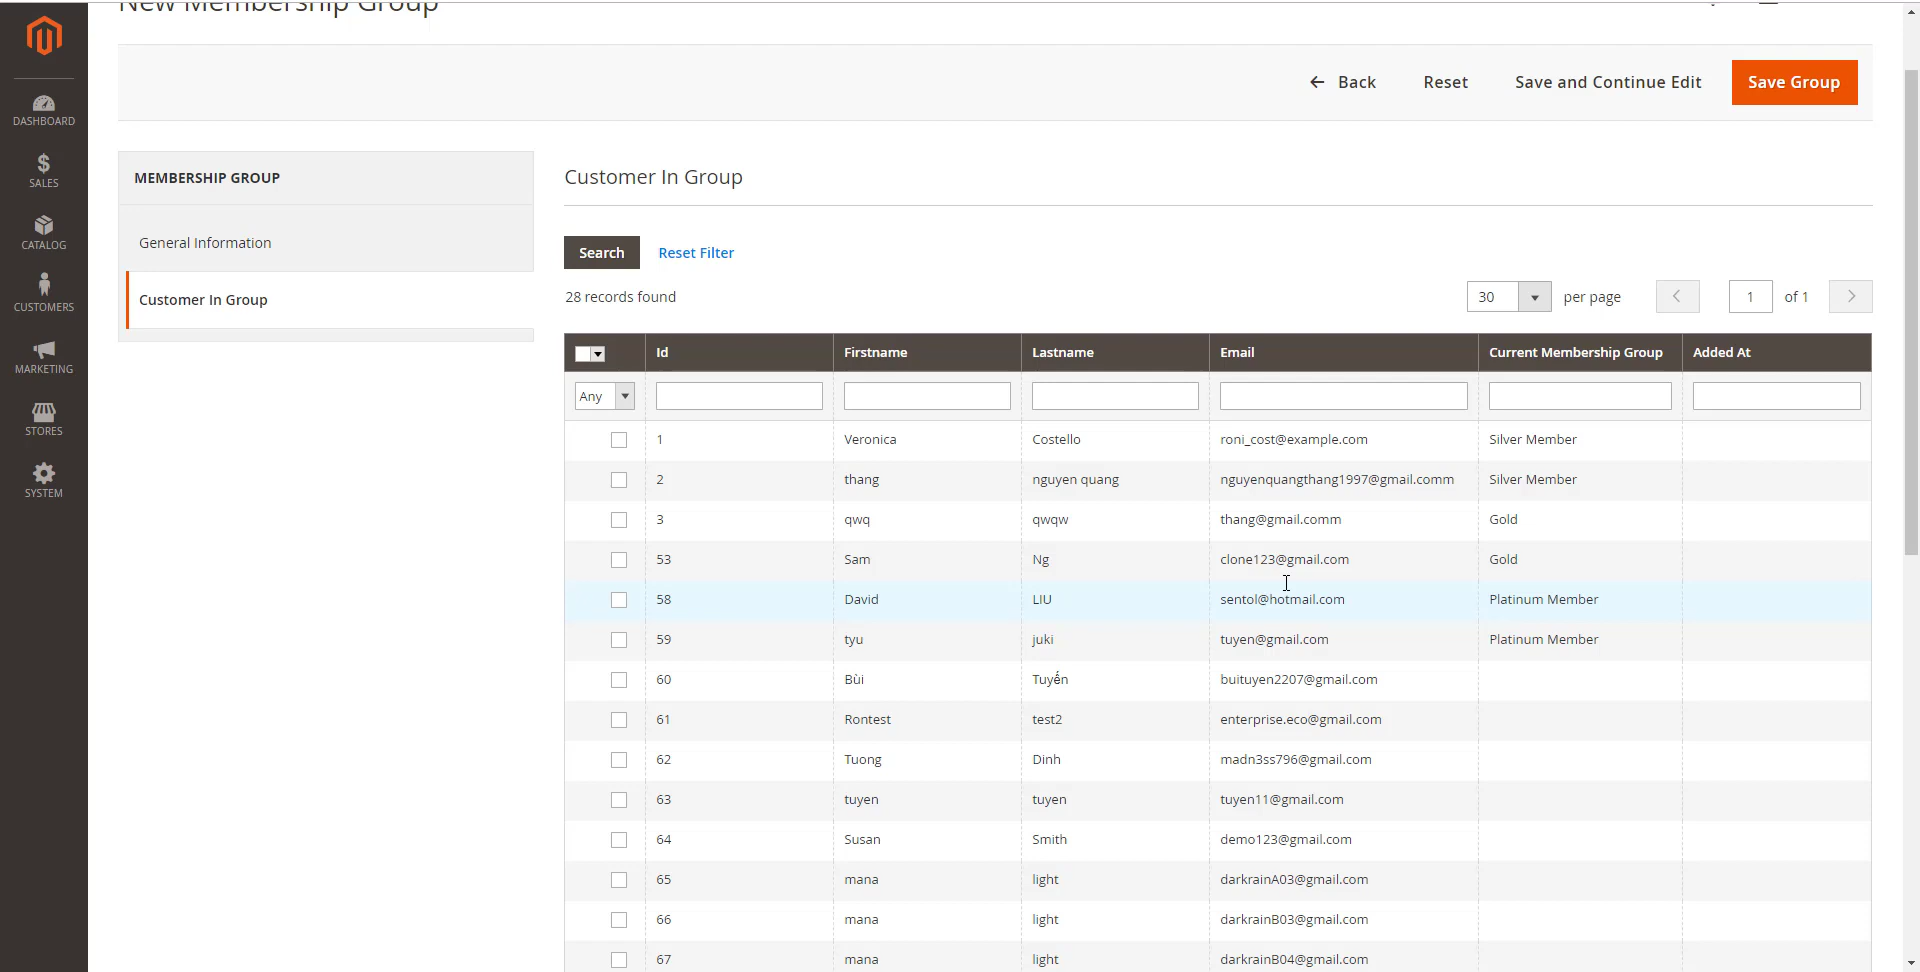 New Membership Group
Back
Reset
Save and Continue Edit
Save Group
DASHBOARD
SALES
CATALOG
CUSTOMERS
MARKETING
STORES
SYSTEM
MEMBERSHIP GROUP
General Information
Customer In Group
Customer In Group
Search Reset Filter
28 records found
30 per page 1 of 1
Id Firstname Lastname Email Current Membership Group Added At
Any
1 Veronica Costello roni_cost@example.com Silver Member
2 thang nguyen quang nguyenquangthang1997@gmail.comm Silver Member
3 qwq qwqw thang@gmail.comm Gold
53 Sam Ng clone123@gmail.com Gold
58 David LIU sentol@hotmail.com Platinum Member
59 tyu juki tuyen@gmail.com Platinum Member
60 Bùi Tuyến buituyen2207@gmail.com
61 Rontest test2 enterprise.eco@gmail.com
62 Tuong Dinh madn3ss796@gmail.com
63 tuyen tuyen tuyen11@gmail.com
64 Susan Smith demo123@gmail.com
65 mana light darkrainA03@gmail.com
66 mana light darkrainB03@gmail.com
67 mana light darkrainB04@gmail.com